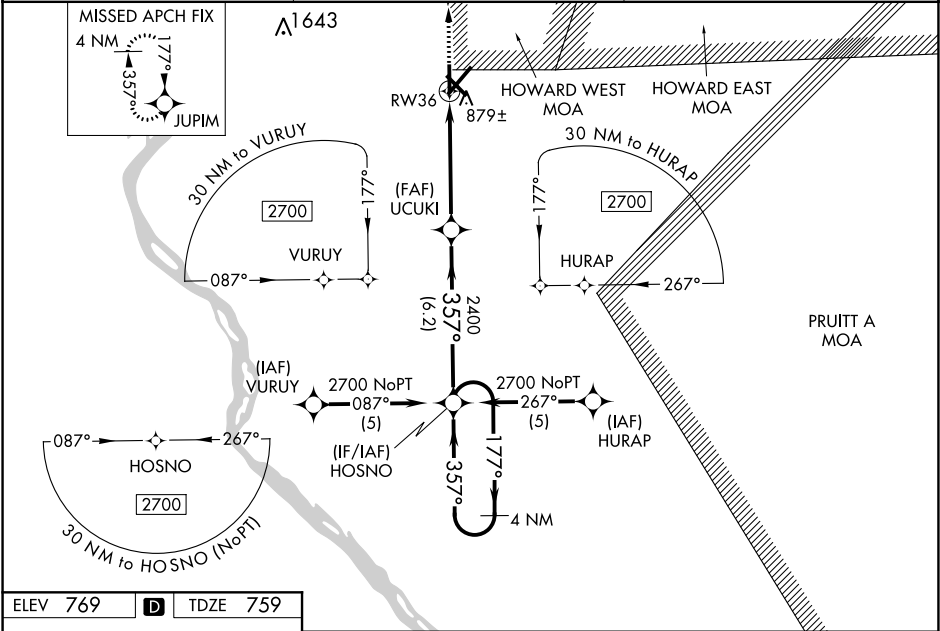 MISSED APCH FIX
4 NM
177°
357°
JUPIM
1643
RW36
879±
HOWARD WEST
MOA
HOWARD EAST
MOA
30 NM to VURUY
177°
2700
VURUY
087°
(FAF)
UCUKI
30 NM to HURAP
177°
2700
HURAP
267°
2400
357°
(6.2)
PRUITT A
MOA
(IAF)
VURUY
2700 NoPT
087°
(5)
2700 NoPT
267°
(5)
(IAF)
HURAP
(IF/IAF)
HOSNO
357°
177°
4 NM
087°
267°
HOSNO
2700
30 NM to HOSNO (NoPT)
ELEV 769 D TDZE 759